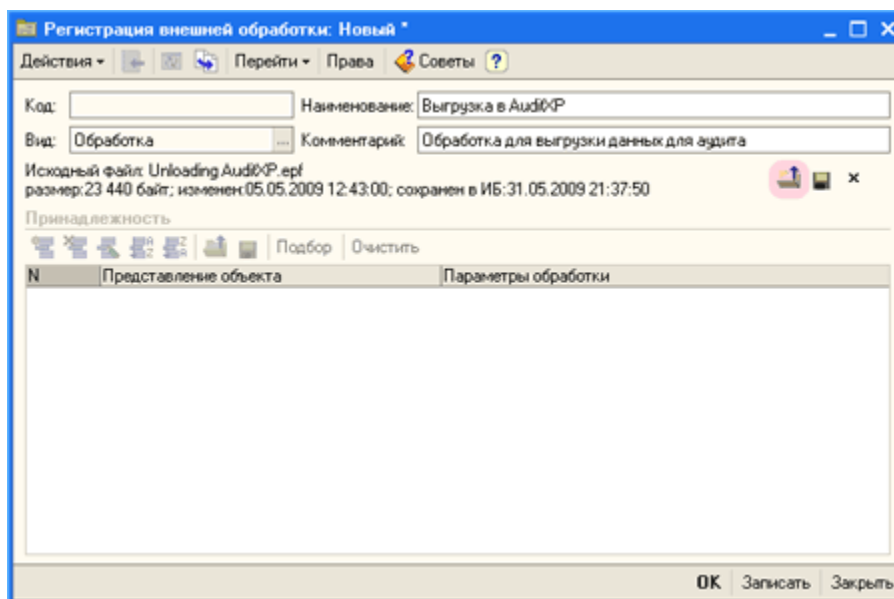 Регистрация внешней обработки: Новый *
Действия Перейти Права Советы ?
Код: Наименование: Выгрузка в AuditXP
Вид: Обработка ... Комментарий: Обработка для выгрузки данных для аудита
Исходный файл: Unloading AuditXP.epf
размер:23 440 байт; изменен:05.05.2009 12:43:00; сохранен в ИБ:31.05.2009 21:37:50
Принадлежность
Подбор Очистить
N Представление объекта Параметры обработки
OK Записать Закрыть